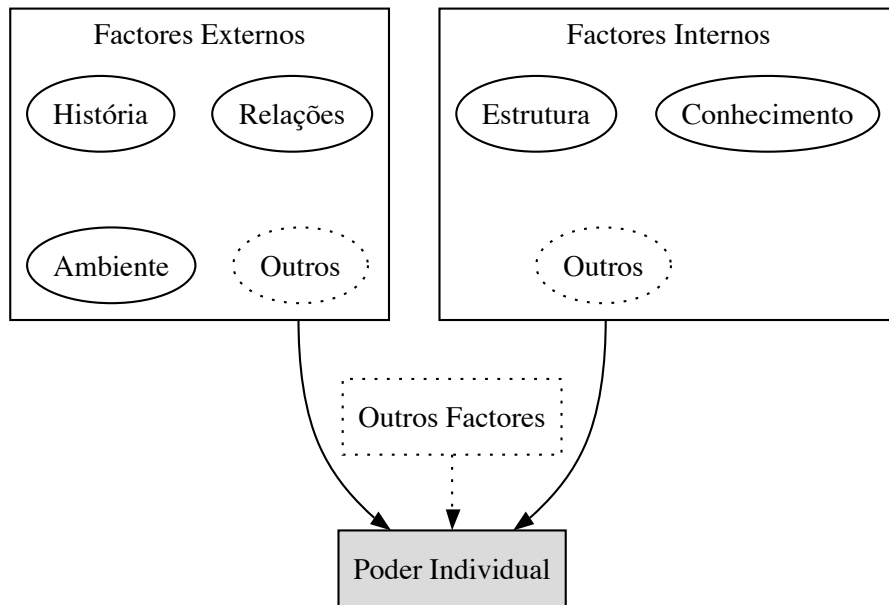 Factores Externos
Factores Internos
História
Relações
Estrutura
Conhecimento
Ambiente
Outros
Outros
Outros Factores
Poder Individual